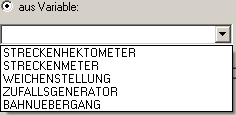 aus Variable:
STRECKENHEKTOMETER
STRECKENMETER
WEICHENSTELLUNG
ZUFALLSGENERATOR
BAHNUEBERGANG